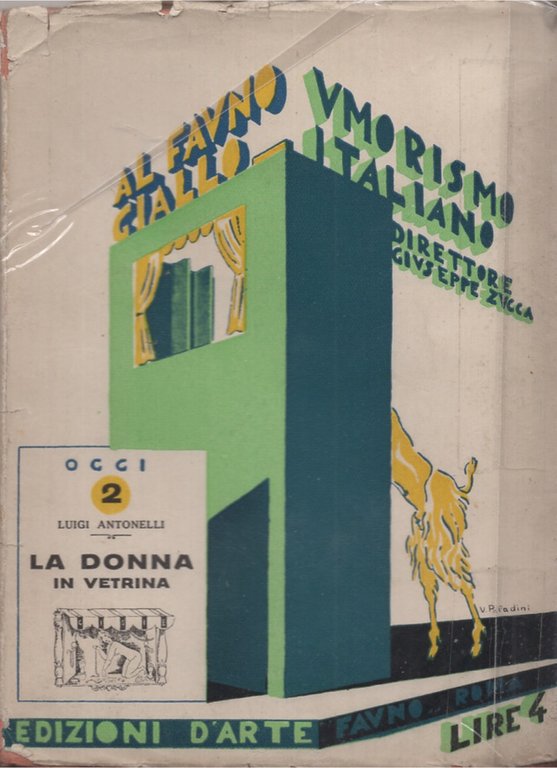 AL FAVNO
GIALLO
VMORISMO
ITALIANO
DIRETTORE
GIVSEPPE ZVCCA
OGGI
2
LUIGI ANTONELLI
LA DONNA
IN VETRINA
V. Paladini
EDIZIONI D'ARTE FAVNO - ROMA
LIRE 4